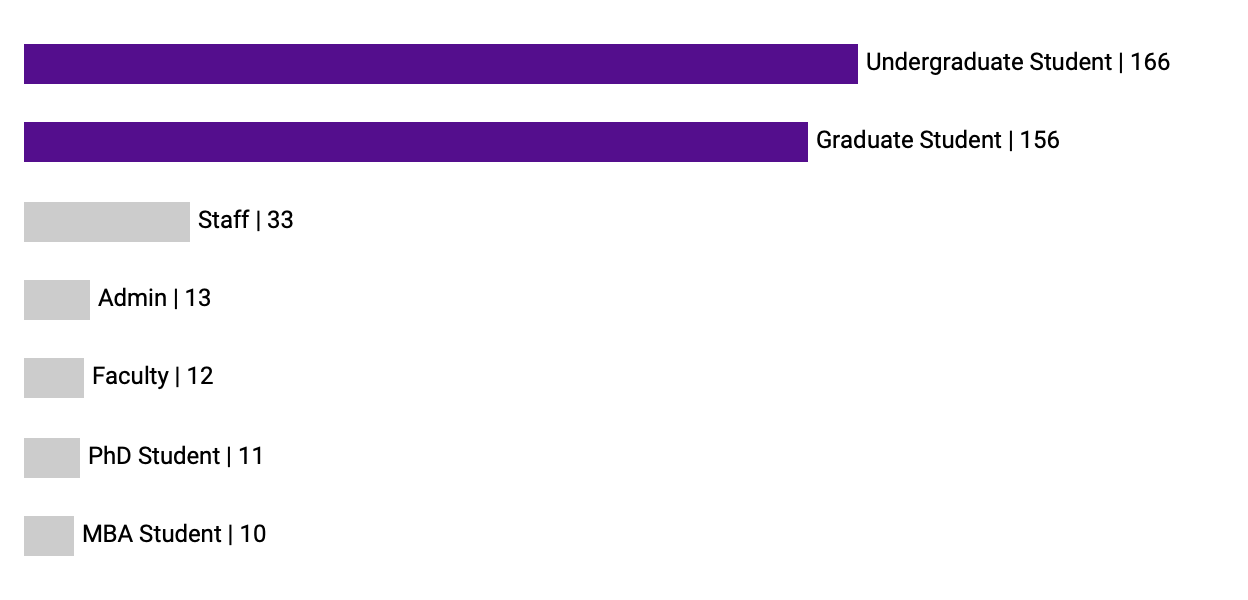 Undergraduate Student | 166
Graduate Student | 156
Staff | 33
Admin | 13
Faculty | 12
PhD Student | 11
MBA Student | 10